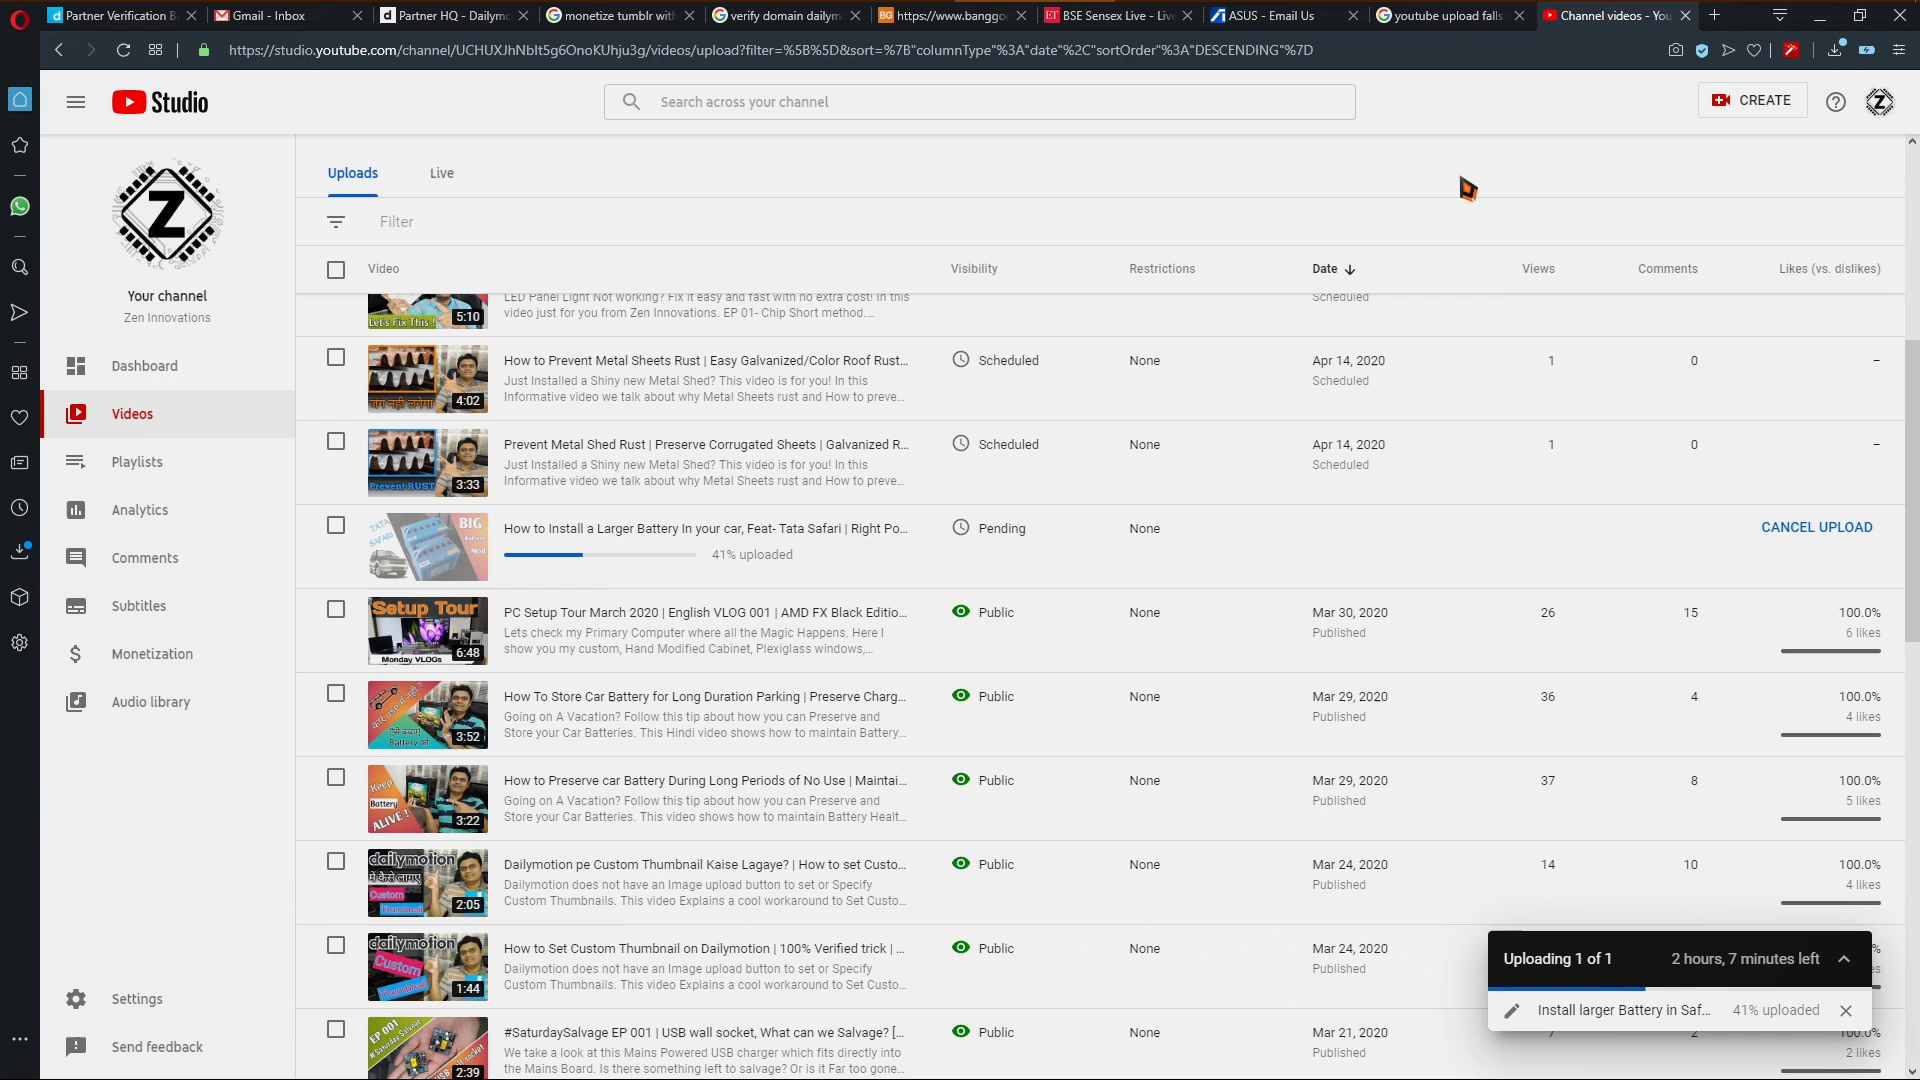 Partner Verification B
Gmail - Inbox
Partner HQ - Dailymo
monetize tumblr with
verify domain dailym
https://www.banggo
BSE Sensex Live - Liv
ASUS - Email Us
youtube upload falls
Channel videos - You
https://studio.youtube.com/channel/UCHUXJhNbIt5g6OnoKUhju3g/videos/upload?filter=%5B%5D&sort=%7B"columnType"%3A"date"%2C"sortOrder"%3A"DESCENDING"%7D
Studio
Search across your channel
CREATE
Z
Your channel
Zen Innovations
Dashboard
Videos
Playlists
Analytics
Comments
Subtitles
Monetization
Audio library
Settings
Send feedback
Uploads
Live
Filter
Video
Visibility
Restrictions
Date
Views
Comments
Likes (vs. dislikes)
Let's Fix This !
5:10
LED Panel Light Not working? Fix it easy and fast with no extra cost! In this
video just for you from Zen Innovations. EP 01- Chip Short method....
Scheduled
जंग नहीं लगेगा
4:02
How to Prevent Metal Sheets Rust | Easy Galvanized/Color Roof Rust...
Just Installed a Shiny new Metal Shed? This video is for you! In this
Informative video we talk about why Metal Sheets rust and How to preve...
Scheduled
None
Apr 14, 2020
Scheduled
1
0
–
Prevent RUST
3:33
Prevent Metal Shed Rust | Preserve Corrugated Sheets | Galvanized R...
Just Installed a Shiny new Metal Shed? This video is for you! In this
Informative video we talk about why Metal Sheets rust and How to preve...
Scheduled
None
Apr 14, 2020
Scheduled
1
0
–
TATA
SAFARI
BIG
Battery
Mod
How to Install a Larger Battery In your car, Feat- Tata Safari | Right Po...
41% uploaded
Pending
None
CANCEL UPLOAD
Setup Tour
Monday VLOGs
6:48
PC Setup Tour March 2020 | English VLOG 001 | AMD FX Black Editio...
Lets check my Primary Computer where all the Magic Happens. Here I
show you my custom, Hand Modified Cabinet, Plexiglass windows,...
Public
None
Mar 30, 2020
Published
26
15
100.0%
6 likes
Battery को
3:52
How To Store Car Battery for Long Duration Parking | Preserve Charg...
Going on A Vacation? Follow this tip about how you can Preserve and
Store your Car Batteries. This Hindi video shows how to maintain Battery...
Public
None
Mar 29, 2020
Published
36
4
100.0%
4 likes
Keep
Battery
ALIVE !
3:22
How to Preserve car Battery During Long Periods of No Use | Maintai...
Going on A Vacation? Follow this tip about how you can Preserve and
Store your Car Batteries. This video shows how to maintain Battery Healt...
Public
None
Mar 29, 2020
Published
37
8
100.0%
5 likes
dailymotion
में कैसे लगाए
Custom
Thumbnail
2:05
Dailymotion pe Custom Thumbnail Kaise Lagaye? | How to set Custo...
Dailymotion does not have an Image upload button to set or Specify
Custom Thumbnails. This video Explains a cool workaround to Set Custo...
Public
None
Mar 24, 2020
Published
14
10
100.0%
4 likes
dailymotion
Custom
Thumbnail
1:44
How to Set Custom Thumbnail on Dailymotion | 100% Verified trick | ...
Dailymotion does not have an Image upload button to set or Specify
Custom Thumbnails. This video Explains a cool workaround to Set Custo...
Public
None
Mar 24, 2020
Published
EP 001
2:39
#SaturdaySalvage EP 001 | USB wall socket, What can we Salvage? [...
We take a look at this Mains Powered USB charger which fits directly into
the Mains Board. Is there something left to salvage? Or is it Far too gone...
Public
None
Mar 21, 2020
Published
7
2
100.0%
2 likes
Uploading 1 of 1
2 hours, 7 minutes left
Install larger Battery in Saf...
41% uploaded